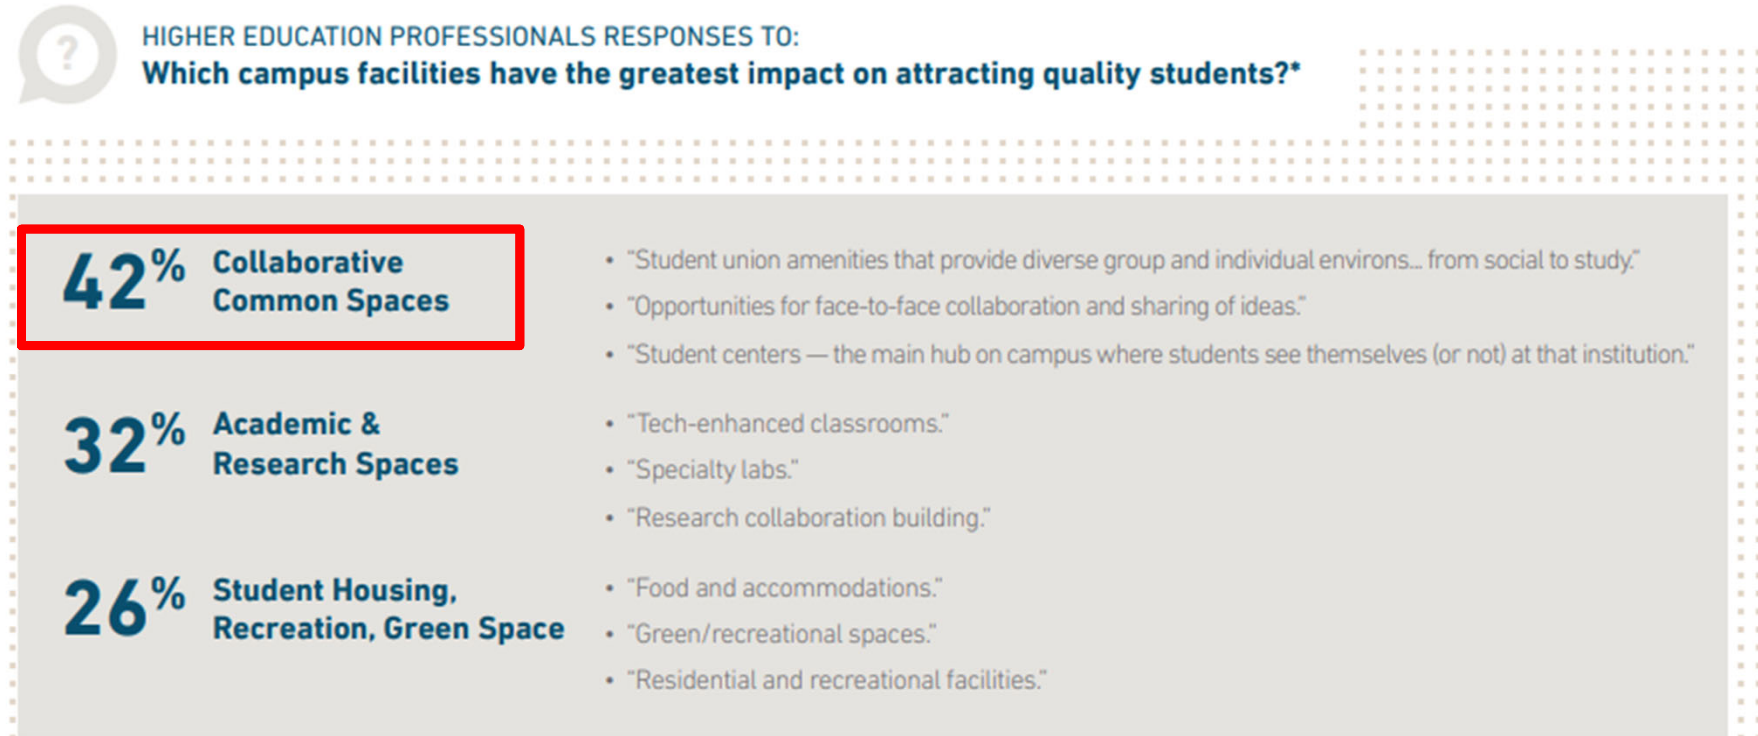 ?
HIGHER EDUCATION PROFESSIONALS RESPONSES TO:
Which campus facilities have the greatest impact on attracting quality students?*
42% Collaborative
Common Spaces
• “Student union amenities that provide diverse group and individual environs... from social to study.”
• “Opportunities for face-to-face collaboration and sharing of ideas.”
• “Student centers — the main hub on campus where students see themselves (or not) at that institution.”
32% Academic &
Research Spaces
• “Tech-enhanced classrooms.”
• “Specialty labs.”
• “Research collaboration building.”
26% Student Housing,
Recreation, Green Space
• “Food and accommodations.”
• “Green/recreational spaces.”
• “Residential and recreational facilities.”